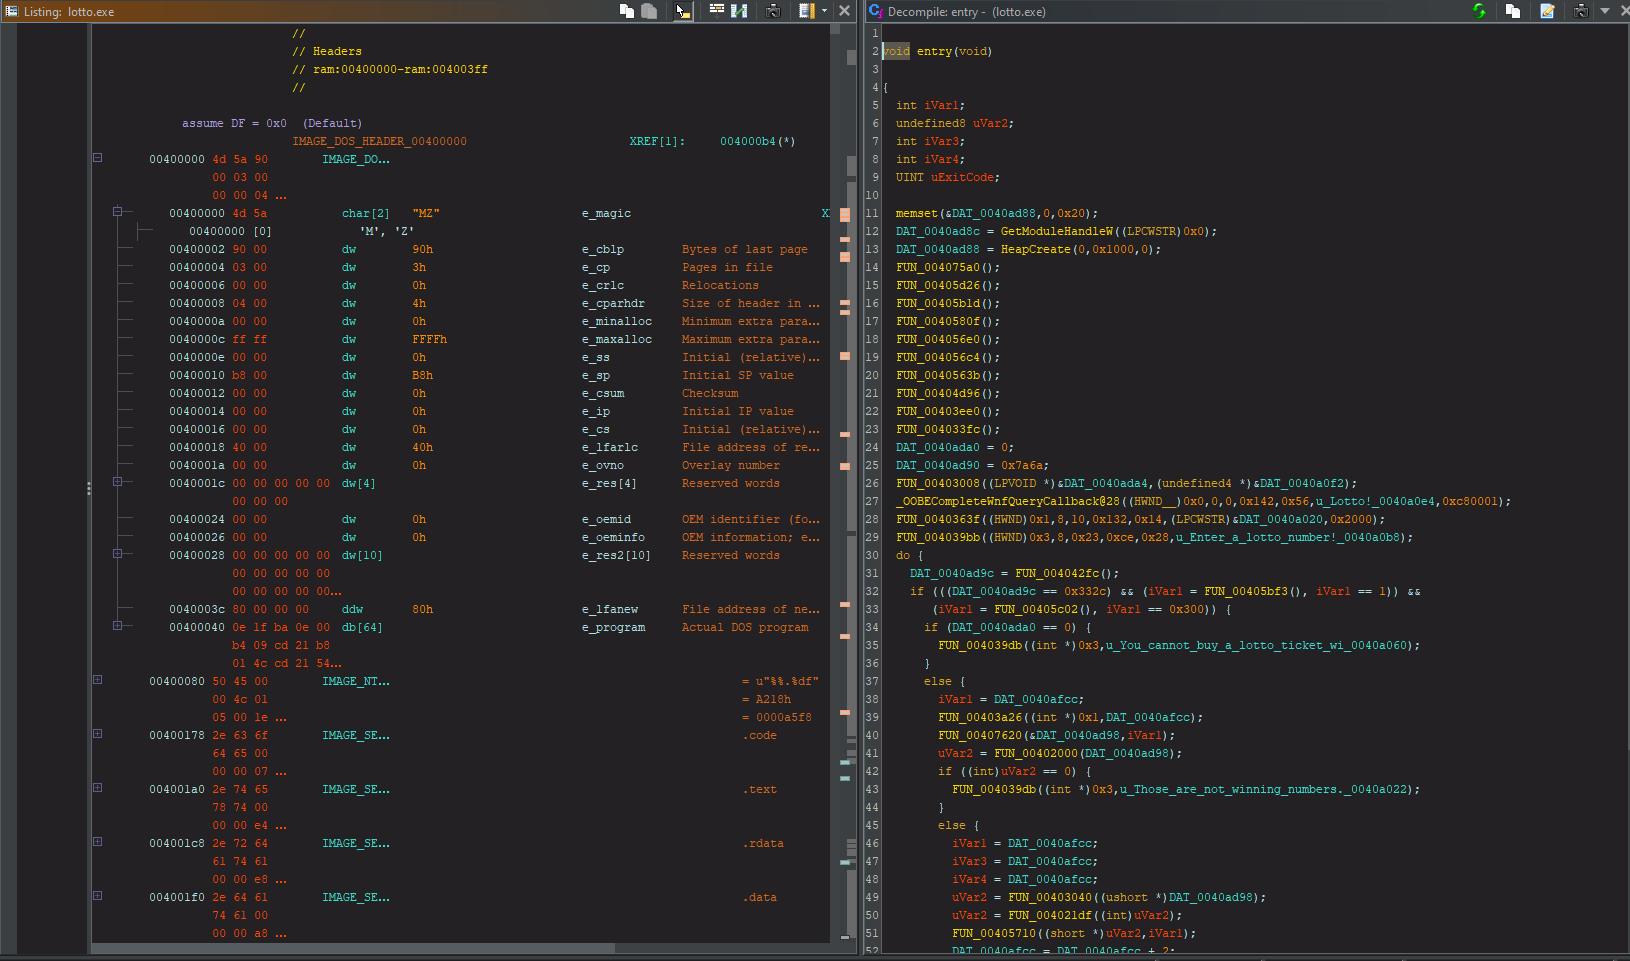 Listing: lotto.exe
//
// Headers
// ram:00400000-ram:004003ff
//
assume DF = 0x0  (Default)
IMAGE_DOS_HEADER_00400000 XREF[1]: 004000b4(*)
00400000 4d 5a 90 IMAGE_DO...
00 03 00
00 00 04 ...
00400000 4d 5a char[2] "MZ" e_magic X
00400000 [0] 'M', 'Z'
00400002 90 00 dw 90h e_cblp Bytes of last page
00400004 03 00 dw 3h e_cp Pages in file
00400006 00 00 dw 0h e_crlc Relocations
00400008 04 00 dw 4h e_cparhdr Size of header in ...
0040000a 00 00 dw 0h e_minalloc Minimum extra para...
0040000c ff ff dw FFFFh e_maxalloc Maximum extra para...
0040000e 00 00 dw 0h e_ss Initial (relative)...
00400010 b8 00 dw B8h e_sp Initial SP value
00400012 00 00 dw 0h e_csum Checksum
00400014 00 00 dw 0h e_ip Initial IP value
00400016 00 00 dw 0h e_cs Initial (relative)...
00400018 40 00 dw 40h e_lfarlc File address of re...
0040001a 00 00 dw 0h e_ovno Overlay number
0040001c 00 00 00 00 00 dw[4] e_res[4] Reserved words
00 00 00
00400024 00 00 dw 0h e_oemid OEM identifier (fo...
00400026 00 00 dw 0h e_oeminfo OEM information; e...
00400028 00 00 00 00 00 dw[10] e_res2[10] Reserved words
00 00 00 00 00
00 00 00 00 00...
0040003c 80 00 00 00 ddw 80h e_lfanew File address of ne...
00400040 0e 1f ba 0e 00 db[64] e_program Actual DOS program
b4 09 cd 21 b8
01 4c cd 21 54...
00400080 50 45 00 IMAGE_NT... = u"%%.%df"
00 4c 01 = A218h
05 00 1e ... = 0000a5f8
00400178 2e 63 6f IMAGE_SE... .code
64 65 00
00 00 07 ...
004001a0 2e 74 65 IMAGE_SE... .text
78 74 00
00 00 e4 ...
004001c8 2e 72 64 IMAGE_SE... .rdata
61 74 61
00 00 e8 ...
004001f0 2e 64 61 IMAGE_SE... .data
74 61 00
00 00 a8 ...
Decompile: entry - (lotto.exe)
1
2 void entry(void)
3
4 {
5 int iVar1;
6 undefined8 uVar2;
7 int iVar3;
8 int iVar4;
9 UINT uExitCode;
10
11 memset(&DAT_0040ad88,0,0x20);
12 DAT_0040ad8c = GetModuleHandleW((LPCWSTR)0x0);
13 DAT_0040ad88 = HeapCreate(0,0x1000,0);
14 FUN_004075a0();
15 FUN_00405d26();
16 FUN_00405b1d();
17 FUN_0040580f();
18 FUN_004056e0();
19 FUN_004056c4();
20 FUN_0040563b();
21 FUN_00404d96();
22 FUN_00403ee0();
23 FUN_004033fc();
24 DAT_0040ada0 = 0;
25 DAT_0040ad90 = 0x7a6a;
26 FUN_00403008((LPVOID *)&DAT_0040ada4,(undefined4 *)&DAT_0040a0f2);
27 _OOBECompleteWnfQueryCallback@28((HWND__)0x0,0,0,0x142,0x56,u_Lotto!_0040a0e4,0xc80001);
28 FUN_0040363f((HWND)0x1,8,10,0x132,0x14,(LPCWSTR)&DAT_0040a020,0x2000);
29 FUN_004039bb((HWND)0x3,8,0x23,0xce,0x28,u_Enter_a_lotto_number!_0040a0b8);
30 do {
31 DAT_0040ad9c = FUN_004042fc();
32 if (((DAT_0040ad9c == 0x332c) && (iVar1 = FUN_00405bf3(), iVar1 == 1)) &&
33 (iVar1 = FUN_00405c02(), iVar1 == 0x300)) {
34 if (DAT_0040ada0 == 0) {
35 FUN_004039db((int *)0x3,u_You_cannot_buy_a_lotto_ticket_wi_0040a060);
36 }
37 else {
38 iVar1 = DAT_0040afcc;
39 FUN_00403a26((int *)0x1,DAT_0040afcc);
40 FUN_00407620(&DAT_0040ad98,iVar1);
41 uVar2 = FUN_00402000(DAT_0040ad98);
42 if ((int)uVar2 == 0) {
43 FUN_004039db((int *)0x3,u_Those_are_not_winning_numbers._0040a022);
44 }
45 else {
46 iVar1 = DAT_0040afcc;
47 iVar3 = DAT_0040afcc;
48 iVar4 = DAT_0040afcc;
49 uVar2 = FUN_00403040((ushort *)DAT_0040ad98);
50 uVar2 = FUN_004021df((int)uVar2);
51 FUN_00405710((short *)uVar2,iVar1);
52 DAT_0040afcc = DAT_0040afcc + 2;